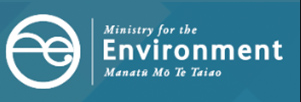 Ministry for the
Environment
Manatū Mō Te Taiao